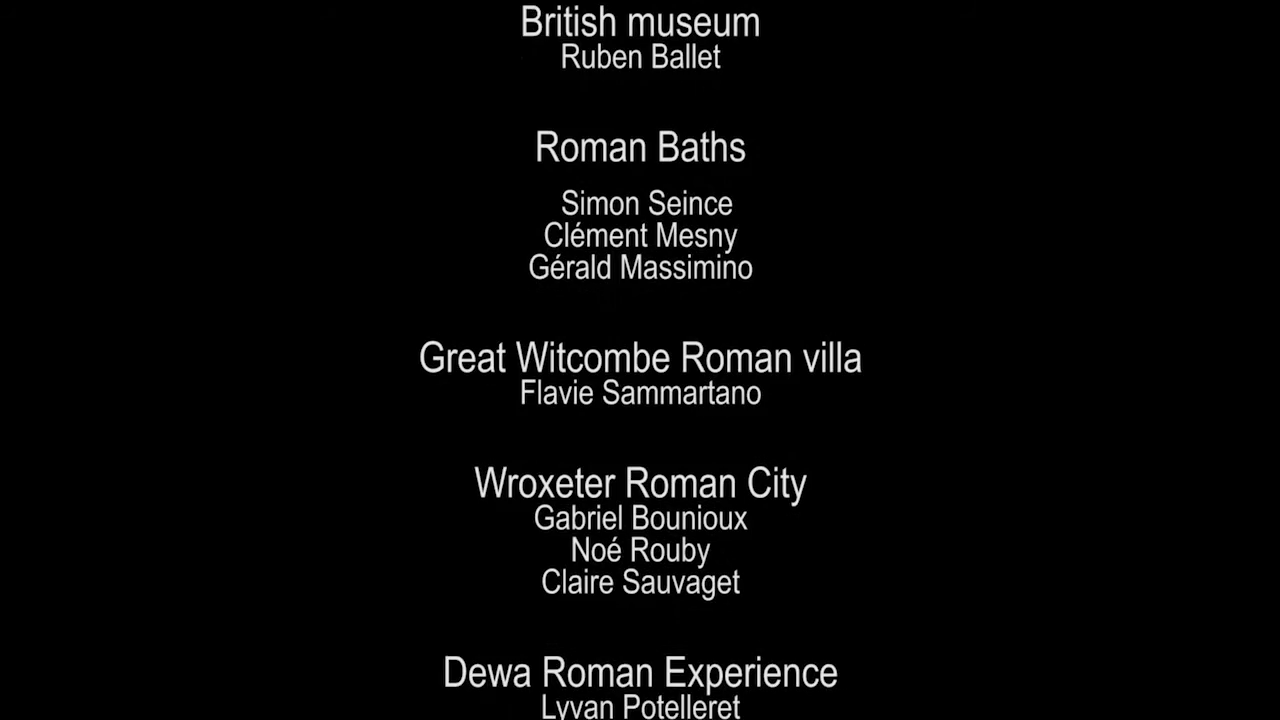 British museum
Ruben Ballet
Roman Baths
Simon Seince
Clément Mesny
Gérald Massimino
Great Witcombe Roman villa
Flavie Sammartano
Wroxeter Roman City
Gabriel Bounioux
Noé Rouby
Claire Sauvaget
Dewa Roman Experience
Lyvan Potelleret